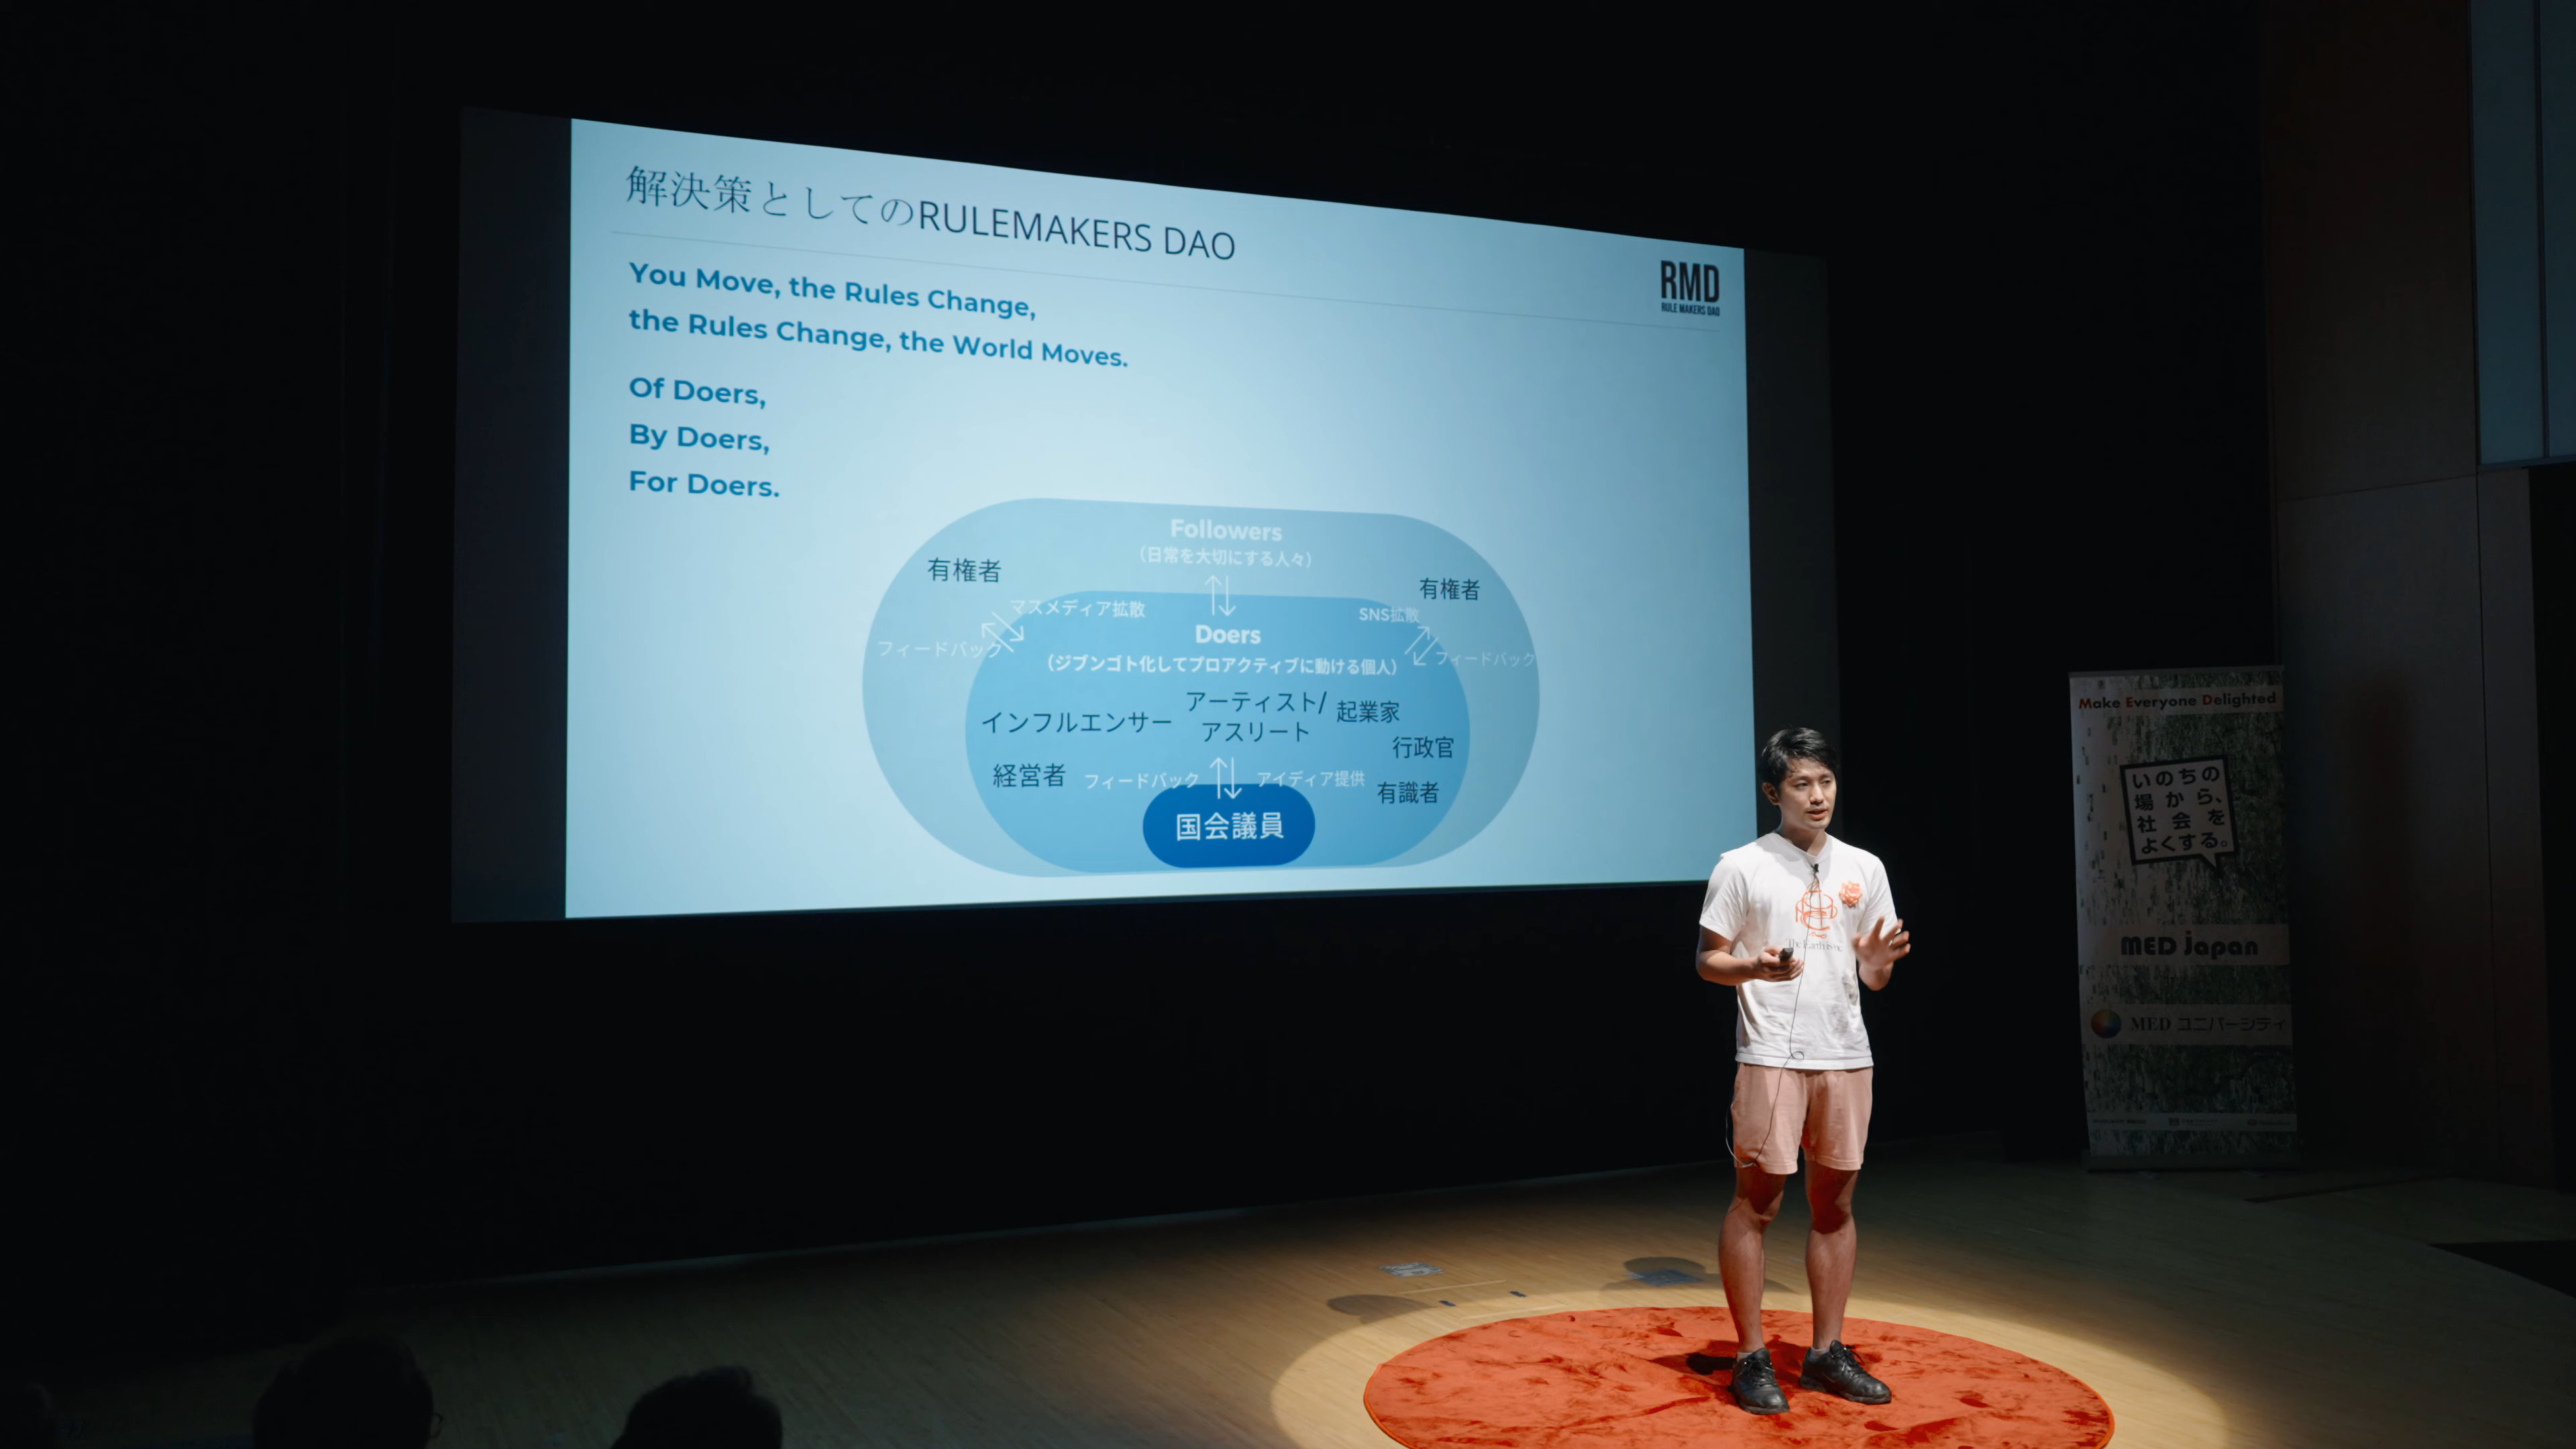 解決策としてのRULEMAKERS DAO
RMD
RULE MAKERS DAO
You Move, the Rules Change,
the Rules Change, the World Moves.
Of Doers,
By Doers,
For Doers.
Followers
（日常を大切にする人々）
有権者
有権者
マスメディア拡散
SNS拡散
フィードバック
フィードバック
Doers
（ジブンゴト化してプロアクティブに動ける個人）
インフルエンサー
アーティスト/
アスリート
起業家
行政官
経営者
フィードバック
アイディア提供
有識者
国会議員
Make Everyone Delighted
いのちの
場から、
社会を
よくする。
MED Japan
MED ユニバーシティ